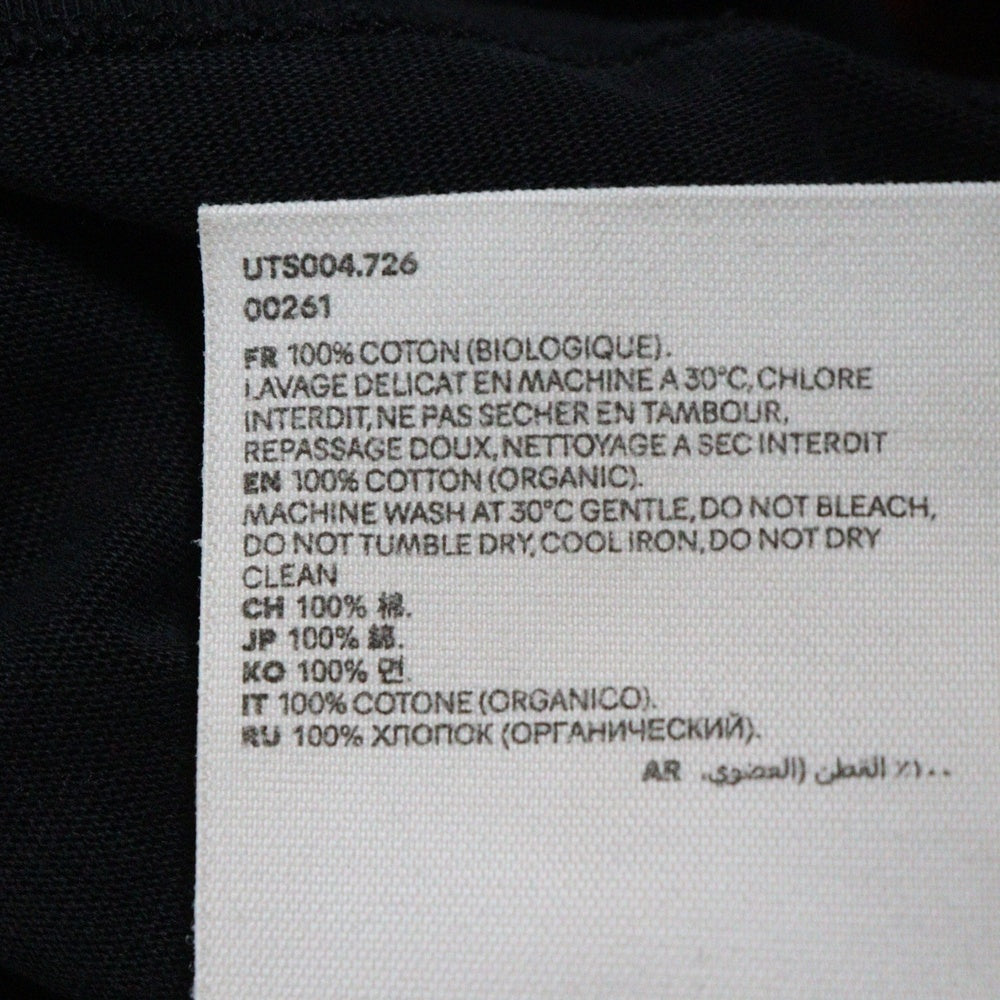 UTS004.726
00261
FR 100% COTON (BIOLOGIQUE).
LAVAGE DELICAT EN MACHINE A 30°C, CHLORE
INTERDIT, NE PAS SECHER EN TAMBOUR,
REPASSAGE DOUX, NETTOYAGE A SEC INTERDIT
EN 100% COTTON (ORGANIC).
MACHINE WASH AT 30°C GENTLE, DO NOT BLEACH,
DO NOT TUMBLE DRY, COOL IRON, DO NOT DRY
CLEAN
CH 100% 棉.
JP 100% 綿.
KO 100% 면.
IT 100% COTONE (ORGANICO).
RU 100% ХЛОПОК (ОРГАНИЧЕСКИЙ).
١٠٠٪ القطن (العضوي. AR